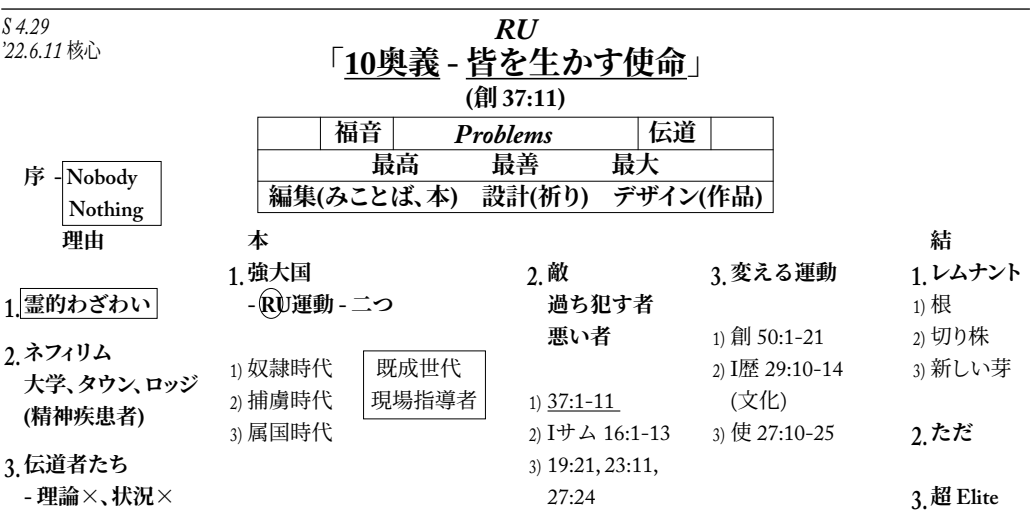 S 4.29
'22.6.11 核心
RU
「10奥義 - 皆を生かす使命」
(創 37:11)
福音 Problems 伝道
最高 最善 最大
編集(みことば、本) 設計(祈り) デザイン(作品)
序 - Nobody
Nothing
理由
1. 霊的わざわい
2. ネフィリム
大学、タウン、ロッジ
(精神疾患者)
3. 伝道者たち
- 理論×、状況×
本
1. 強大国
- RU運動 - 二つ
1) 奴隷時代
2) 捕虜時代
3) 属国時代
既成世代
現場指導者
2. 敵
過ち犯す者
悪い者
1) 37:1-11
2) Iサム 16:1-13
3) 19:21, 23:11,
27:24
3. 変える運動
1) 創 50:1-21
2) I歴 29:10-14
(文化)
3) 使 27:10-25
結
1. レムナント
1) 根
2) 切り株
3) 新しい芽
2. ただ
3. 超 Elite